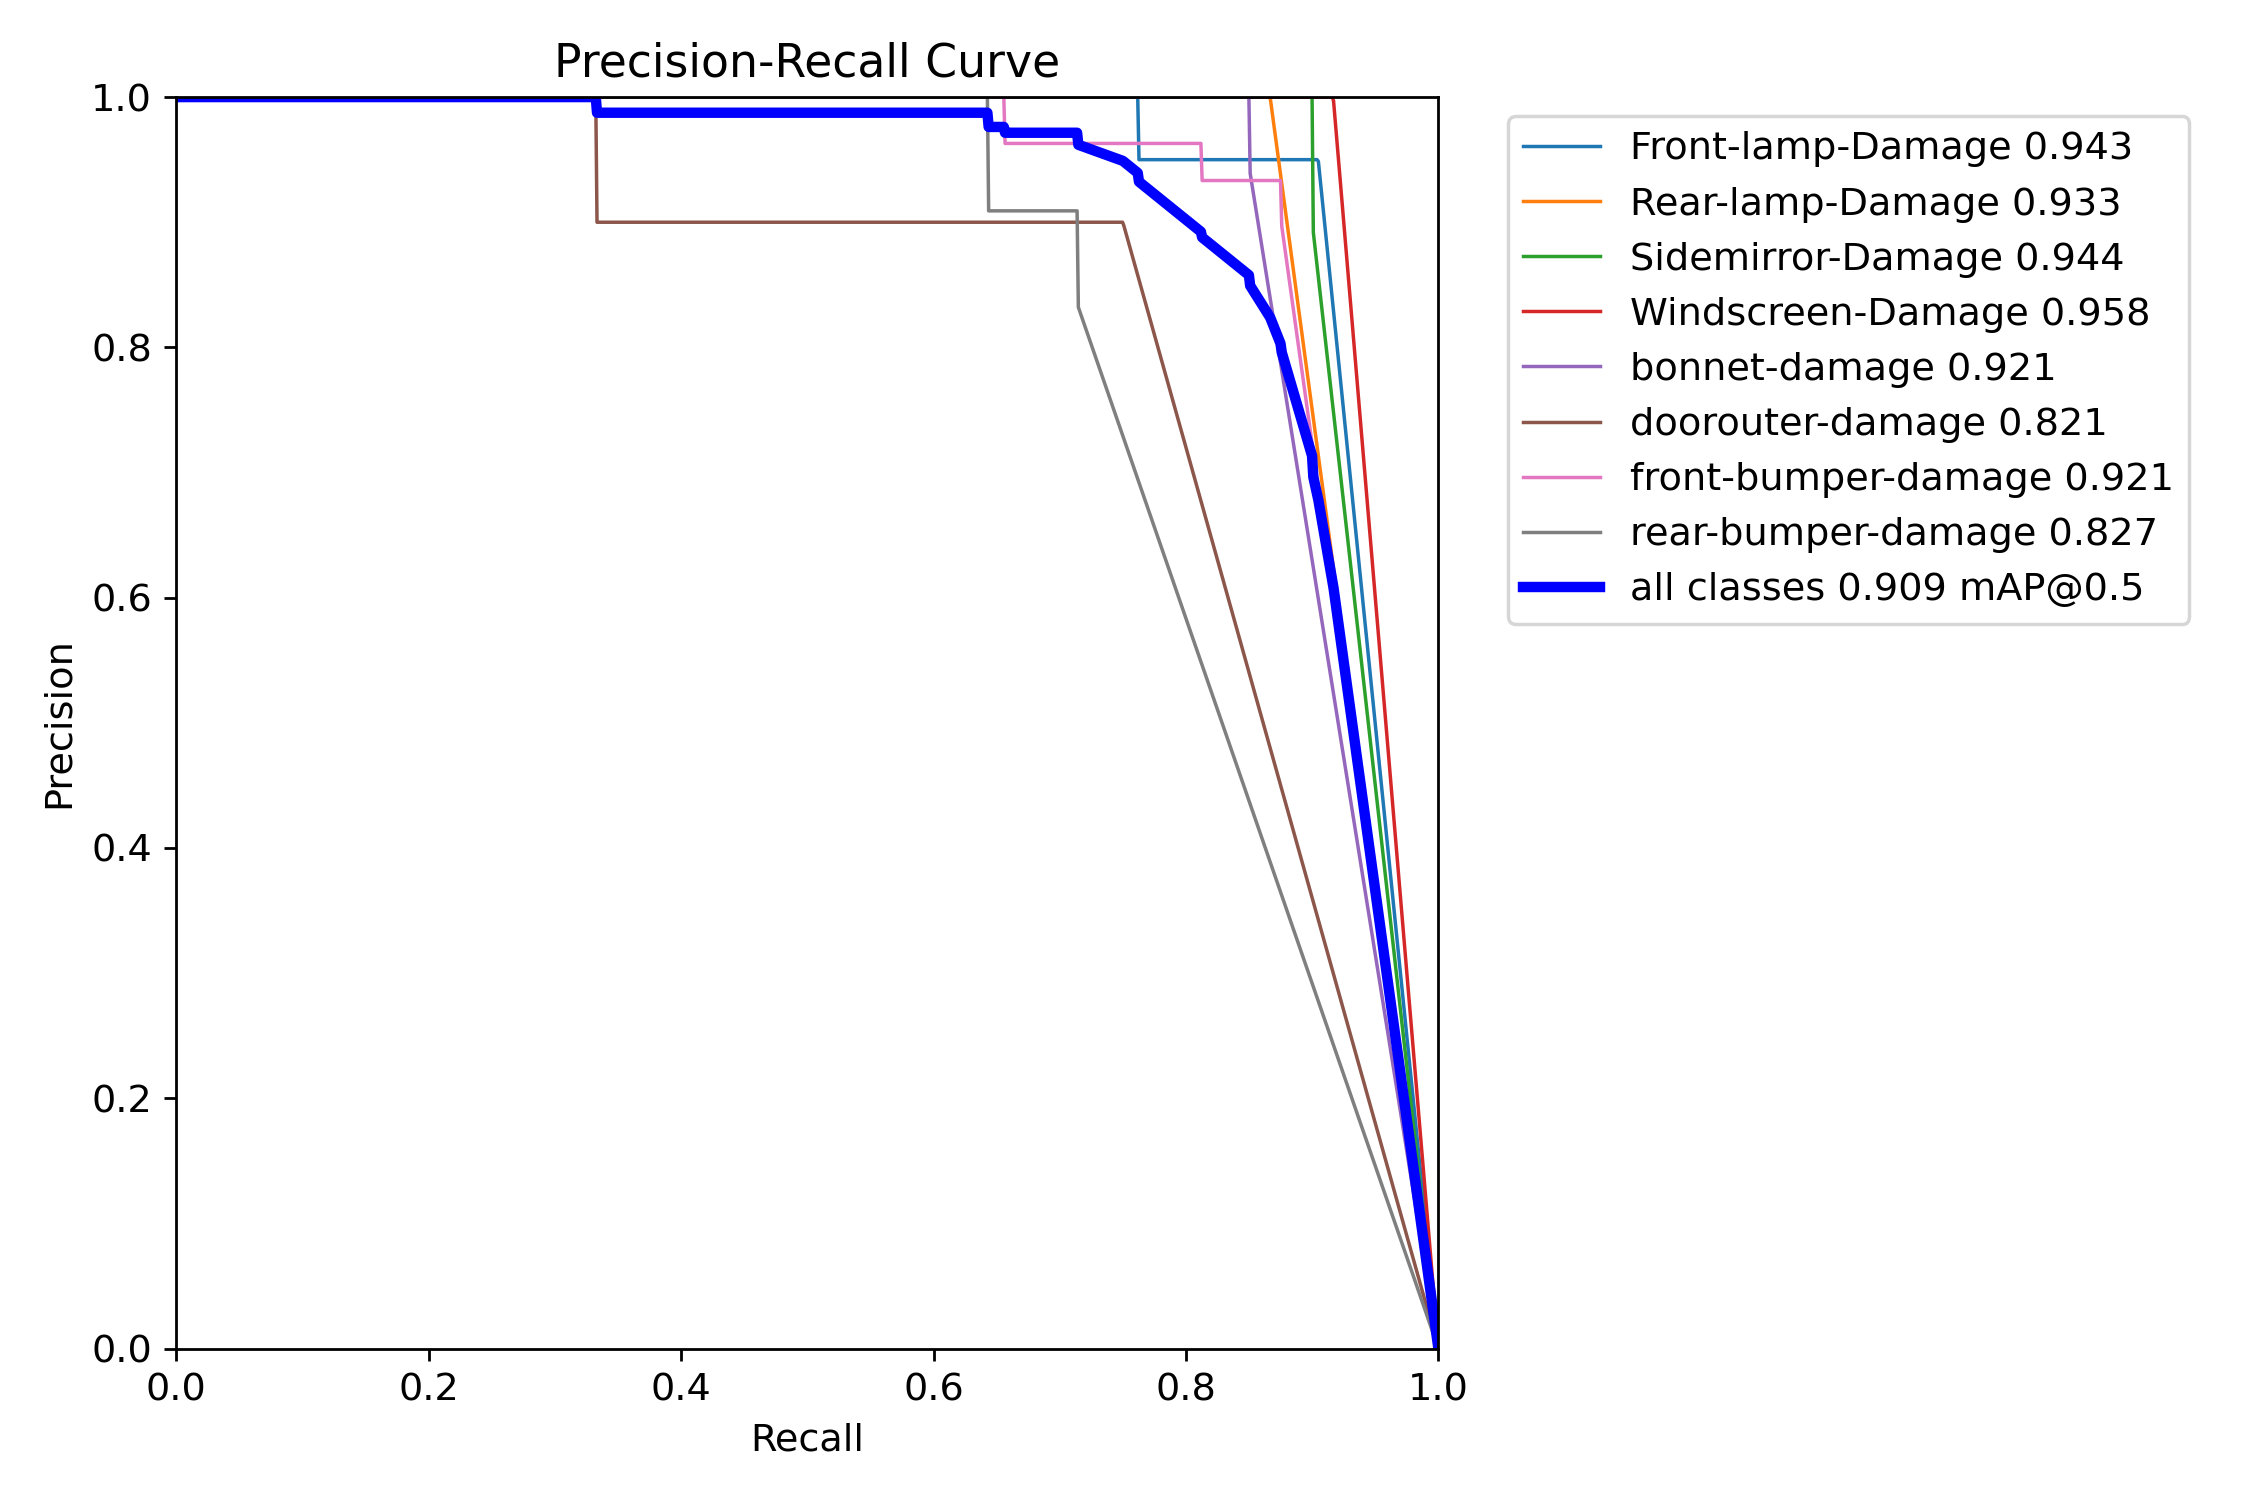 Precision-Recall Curve
1.0
0.8
0.6
0.4
0.2
0.0
Precision
0.0 0.2 0.4 0.6 0.8 1.0
Recall
Front-lamp-Damage 0.943
Rear-lamp-Damage 0.933
Sidemirror-Damage 0.944
Windscreen-Damage 0.958
bonnet-damage 0.921
doorouter-damage 0.821
front-bumper-damage 0.921
rear-bumper-damage 0.827
all classes 0.909 mAP@0.5